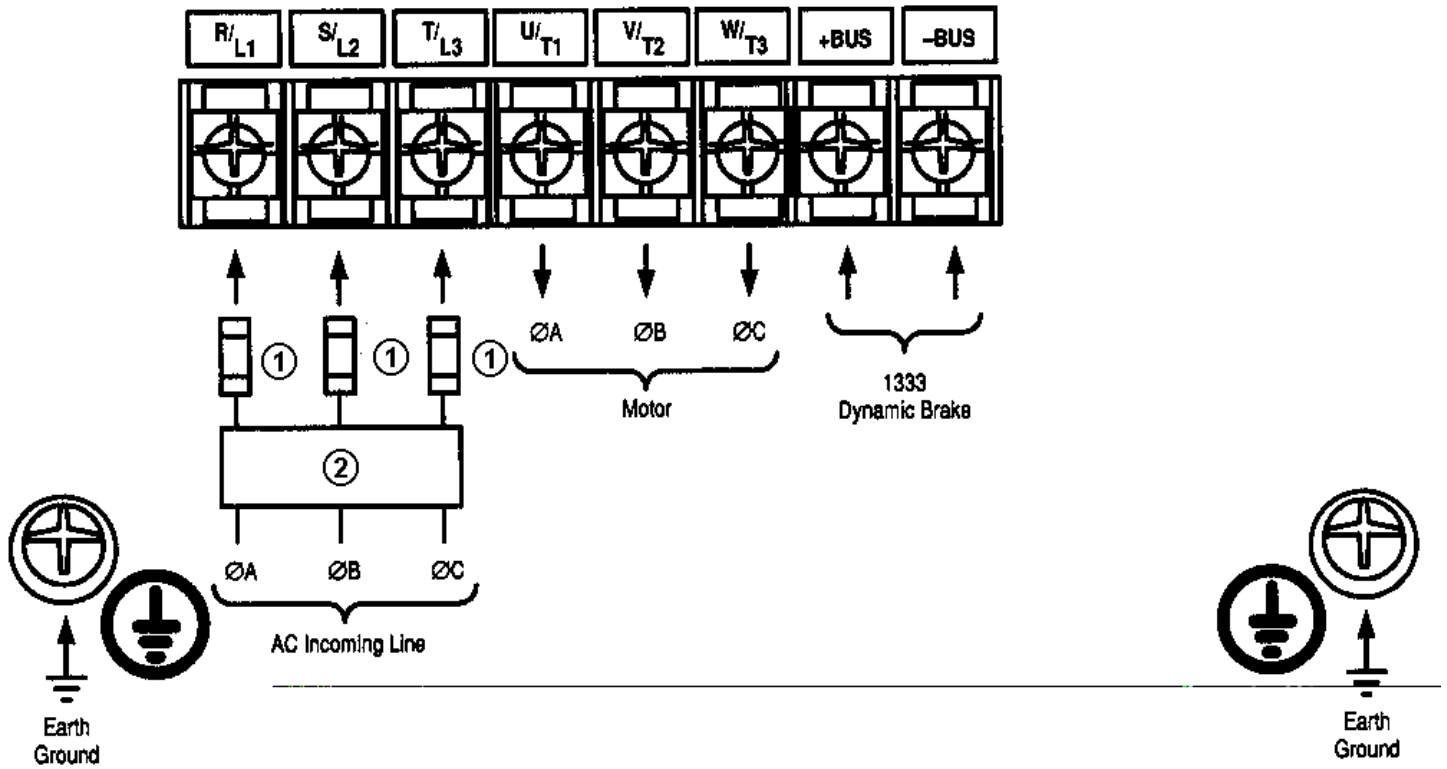 R/L1 S/L2 T/L3 U/T1 V/T2 W/T3 +BUS –BUS
① ① ①
ØA ØB ØC
Motor
1333
Dynamic Brake
②
ØA ØB ØC
AC Incoming Line
Earth
Ground
Earth
Ground